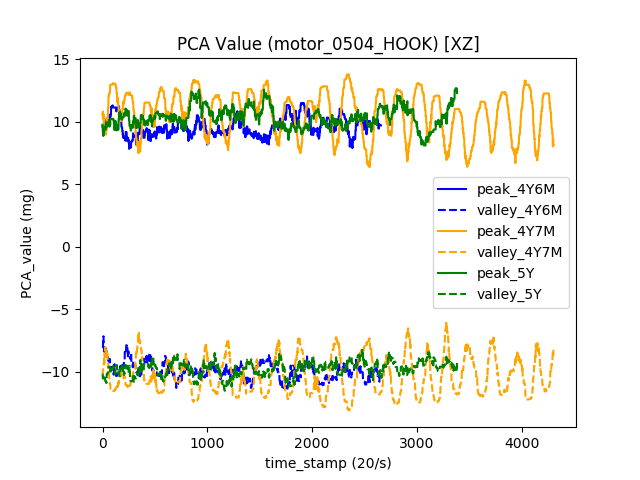 PCA Value (motor_0504_HOOK) [XZ]
15
10
5
0
−5
−10
PCA_value (mg)
peak_4Y6M
valley_4Y6M
peak_4Y7M
valley_4Y7M
peak_5Y
valley_5Y
0 1000 2000 3000 4000
time_stamp (20/s)